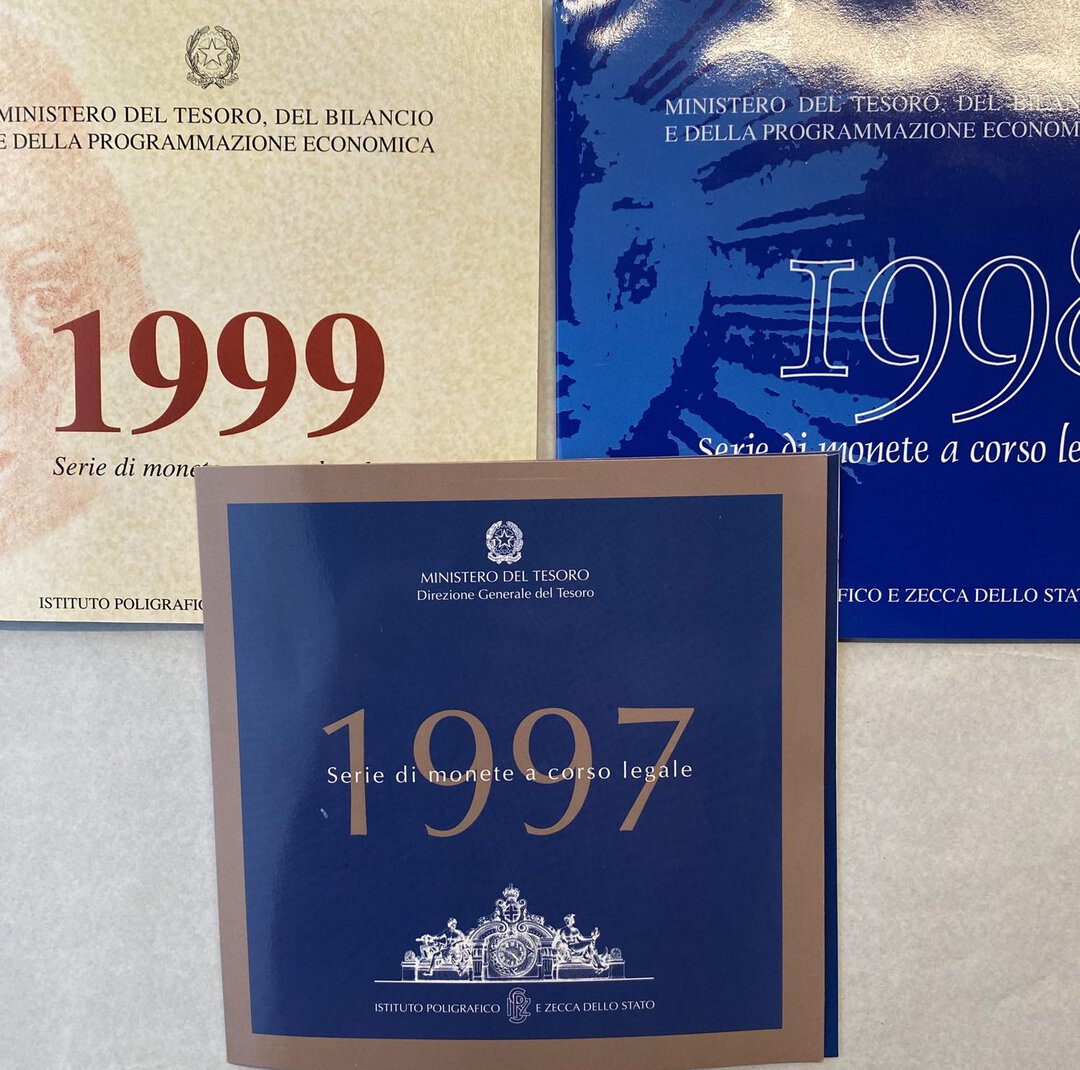 MINISTERO DEL TESORO, DEL BILANCIO
E DELLA PROGRAMMAZIONE ECONOMICA
1999
Serie di monete
ISTITUTO POLIGRAFICO
MINISTERO DEL TESORO, DEL BILAN
E DELLA PROGRAMMAZIONE ECONOM
1998
Serie di monete a corso le
FICO E ZECCA DELLO STAT
MINISTERO DEL TESORO
Direzione Generale del Tesoro
1997
Serie di monete a corso legale
ISTITUTO POLIGRAFICO E ZECCA DELLO STATO